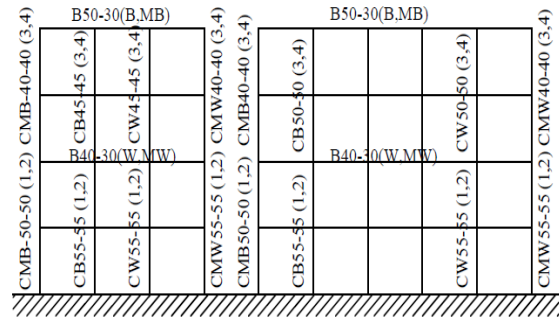 B50-30(B,MB)
B50-30(B,MB)
CMB-40-40 (3,4)
CB45-45 (3,4)
CW45-45 (3,4)
CMW40-40 (3,4)
CMB40-40 (3,4)
CB50-50 (3,4)
CW50-50 (3,4)
CMW40-40 (3,4)
B40-30(W,MW)
B40-30(W,MW)
CMB-50-50 (1,2)
CB55-55 (1,2)
CW55-55 (1,2)
CMW55-55 (1,2)
CMB50-50 (1,2)
CB55-55 (1,2)
CW55-55 (1,2)
CMW55-55 (1,2)